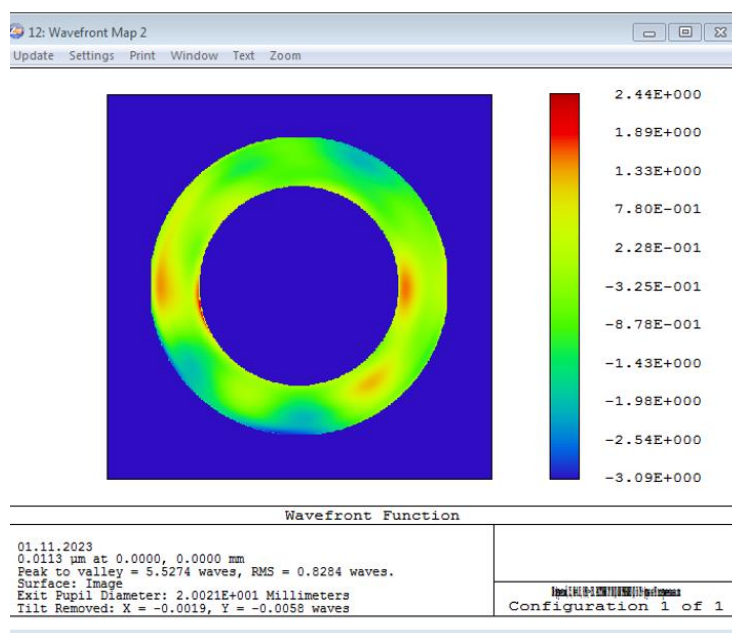 12: Wavefront Map 2
Update Settings Print Window Text Zoom
2.44E+000
1.89E+000
1.33E+000
7.80E-001
2.28E-001
-3.25E-001
-8.78E-001
-1.43E+000
-1.98E+000
-2.54E+000
-3.09E+000
Wavefront Function
01.11.2023
0.0113 µm at 0.0000, 0.0000 mm
Peak to valley = 5.5274 waves, RMS = 0.8284 waves.
Surface: Image
Exit Pupil Diameter: 2.0021E+001 Millimeters
Tilt Removed: X = -0.0019, Y = -0.0058 waves
Configuration 1 of 1